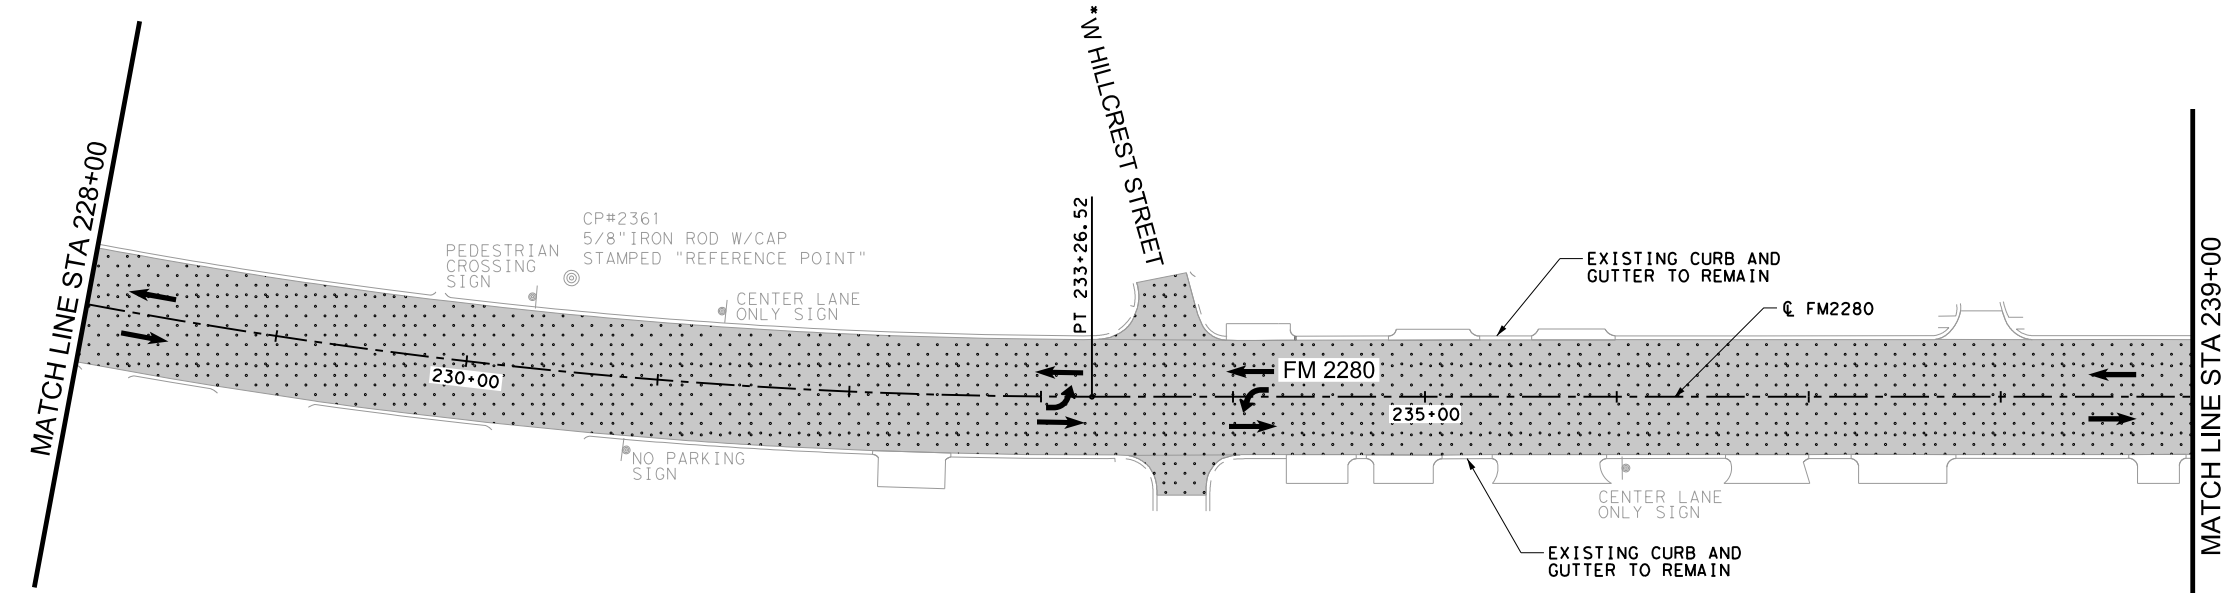 MATCH LINE STA 228+00
PEDESTRIAN
CROSSING
SIGN
CP#2361
5/8"IRON ROD W/CAP
STAMPED "REFERENCE POINT"
CENTER LANE
ONLY SIGN
230+00
NO PARKING
SIGN
PT 233+26.52
*W HILLCREST STREET
FM 2280
235+00
EXISTING CURB AND
GUTTER TO REMAIN
℄ FM2280
CENTER LANE
ONLY SIGN
EXISTING CURB AND
GUTTER TO REMAIN
MATCH LINE STA 239+00